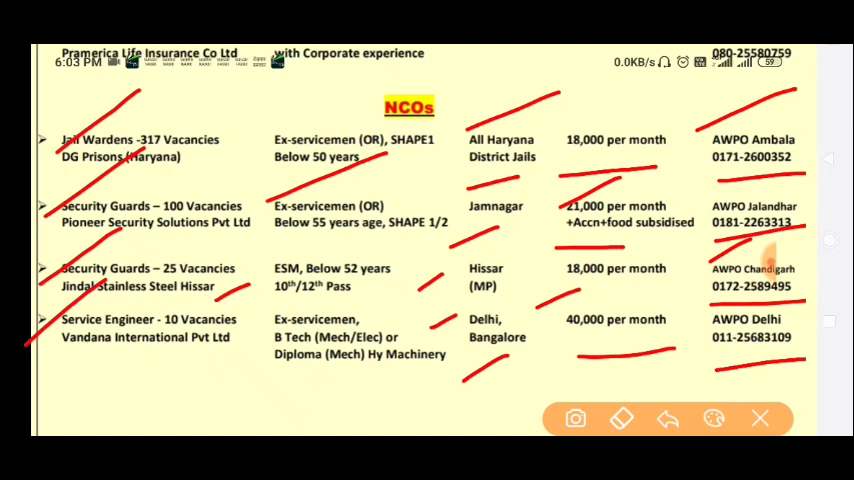 Pramerica Life Insurance Co Ltd with Corporate experience 080-25580759
6:03 PM 0.0KB/s 59
NCOs
Jail Wardens -317 Vacancies Ex-servicemen (OR), SHAPE1 All Haryana 18,000 per month AWPO Ambala
DG Prisons (Haryana) Below 50 years District Jails 0171-2600352
Security Guards – 100 Vacancies Ex-servicemen (OR) Jamnagar 21,000 per month AWPO Jalandhar
Pioneer Security Solutions Pvt Ltd Below 55 years age, SHAPE 1/2 +Accn+food subsidised 0181-2263313
Security Guards – 25 Vacancies ESM, Below 52 years Hissar 18,000 per month AWPO Chandigarh
Jindal Stainless Steel Hissar 10th/12th Pass (MP) 0172-2589495
Service Engineer - 10 Vacancies Ex-servicemen, Delhi, 40,000 per month AWPO Delhi
Vandana International Pvt Ltd B Tech (Mech/Elec) or Bangalore 011-25683109
Diploma (Mech) Hy Machinery